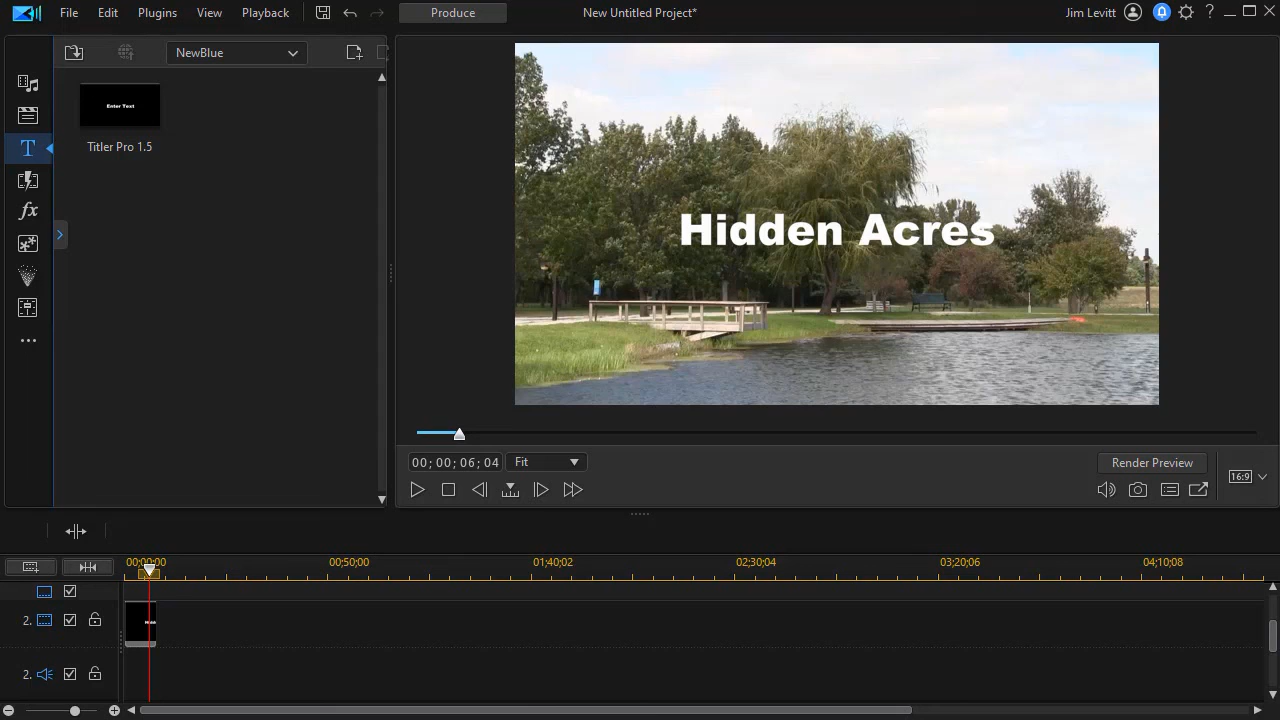 File Edit Plugins View Playback Produce New Untitled Project* Jim Levitt ?
NewBlue
Enter Text
Titler Pro 1.5
T
fx
Hidden Acres
00; 00; 06; 04 Fit Render Preview
16:9
00;00;00 00;50;00 01;40;02 02;30;04 03;20;06 04;10;08
2.
2.